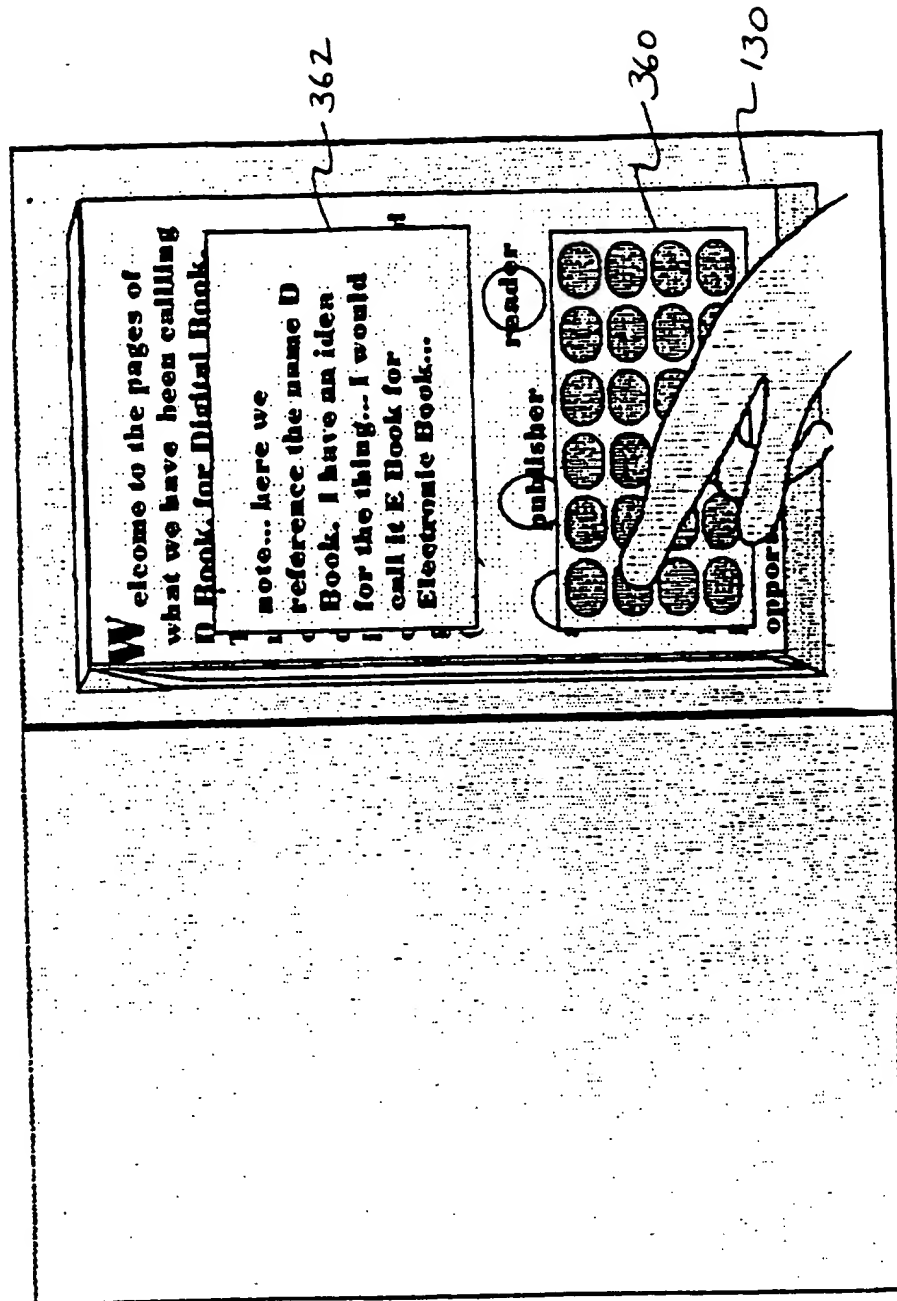 Welcome to the pages of
what we have been callling
D Book, for Digital Book.
note... here we
reference the name D
Book. I have an idea
for the thing... I would
call it E Book for
Electronic Book...
publisher
reader
oppor
362
360
130